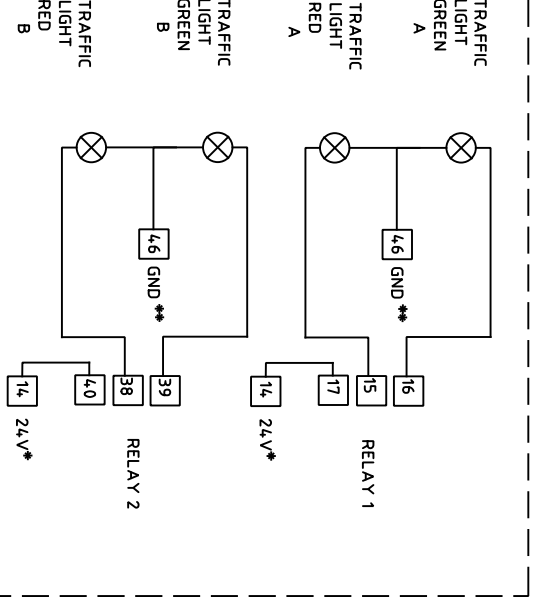 TRAFFIC
LIGHT
GREEN
A
TRAFFIC
LIGHT
RED
A
TRAFFIC
LIGHT
GREEN
B
TRAFFIC
LIGHT
RED
B
46
GND **
46
GND **
16
15
17
14
24V*
RELAY 1
39
38
40
14
24V*
RELAY 2